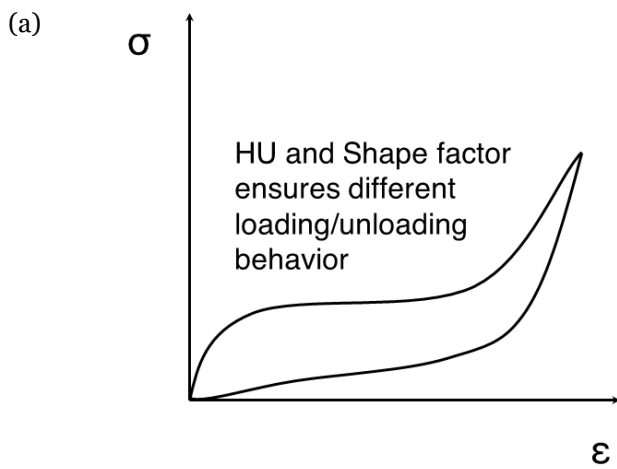 (a)
σ
HU and Shape factor
ensures different
loading/unloading
behavior
ε